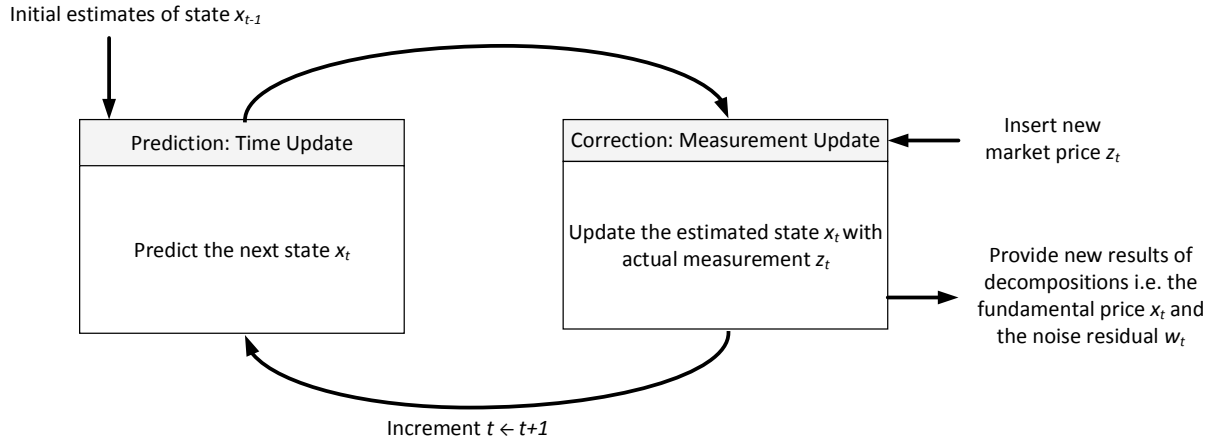 Initial estimates of state x_{t-1}
Prediction: Time Update
Predict the next state x_t
Correction: Measurement Update
Update the estimated state x_t with
actual measurement z_t
Insert new
market price z_t
Provide new results of
decompositions i.e. the
fundamental price x_t and
the noise residual w_t
Increment t ← t+1